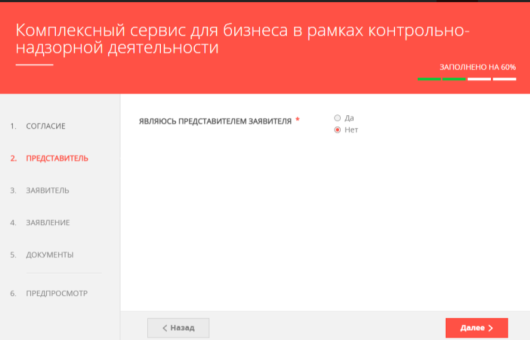 Комплексный сервис для бизнеса в рамках контрольно-
надзорной деятельности
ЗАПОЛНЕНО НА 60%
1. СОГЛАСИЕ
2. ПРЕДСТАВИТЕЛЬ
3. ЗАЯВИТЕЛЬ
4. ЗАЯВЛЕНИЕ
5. ДОКУМЕНТЫ
6. ПРЕДПРОСМОТР
ЯВЛЯЮСЬ ПРЕДСТАВИТЕЛЕМ ЗАЯВИТЕЛЯ *
Да
Нет
Назад
Далее